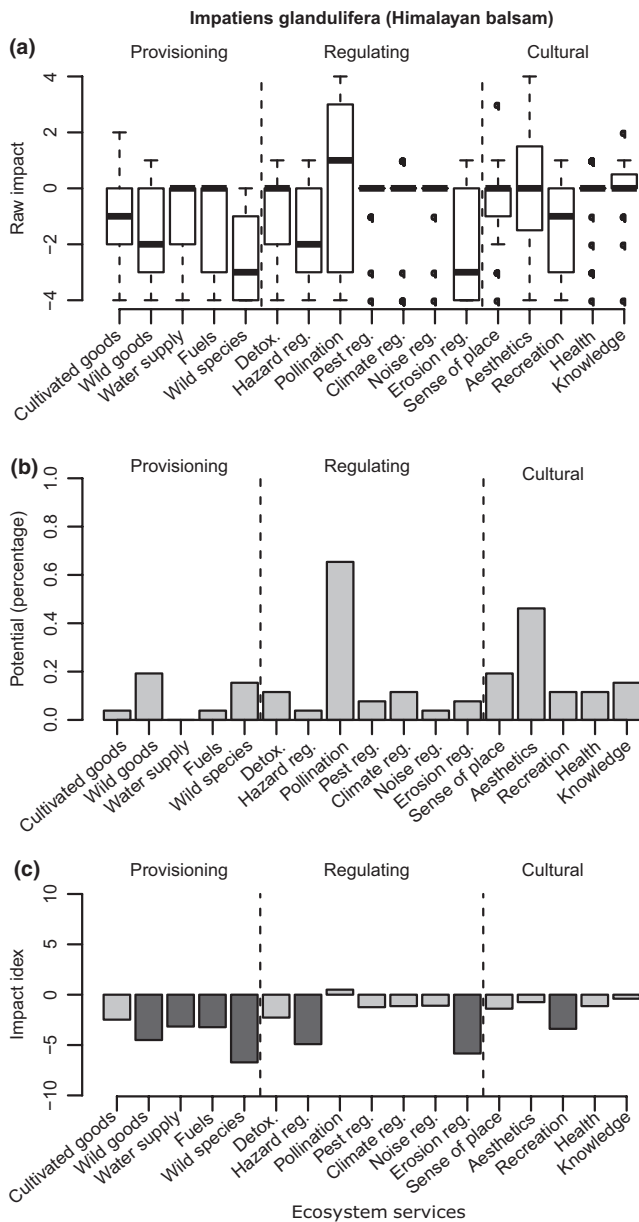 Impatiens glandulifera (Himalayan balsam)
(a)
Provisioning Regulating Cultural
Raw impact
4
2
0
−2
−4
Cultivated goods
Wild goods
Water supply
Fuels
Wild species
Detox.
Hazard reg.
Pollination
Pest reg.
Climate reg.
Noise reg.
Erosion reg.
Sense of place
Aesthetics
Recreation
Health
Knowledge
(b)
Provisioning Regulating Cultural
Potential (percentage)
1.0
0.8
0.6
0.4
0.2
0.0
Cultivated goods
Wild goods
Water supply
Fuels
Wild species
Detox.
Hazard reg.
Pollination
Pest reg.
Climate reg.
Noise reg.
Erosion reg.
Sense of place
Aesthetics
Recreation
Health
Knowledge
(c)
Provisioning Regulating Cultural
Impact idex
10
5
0
−5
−10
Cultivated goods
Wild goods
Water supply
Fuels
Wild species
Detox.
Hazard reg.
Pollination
Pest reg.
Climate reg.
Noise reg.
Erosion reg.
Sense of place
Aesthetics
Recreation
Health
Knowledge
Ecosystem services